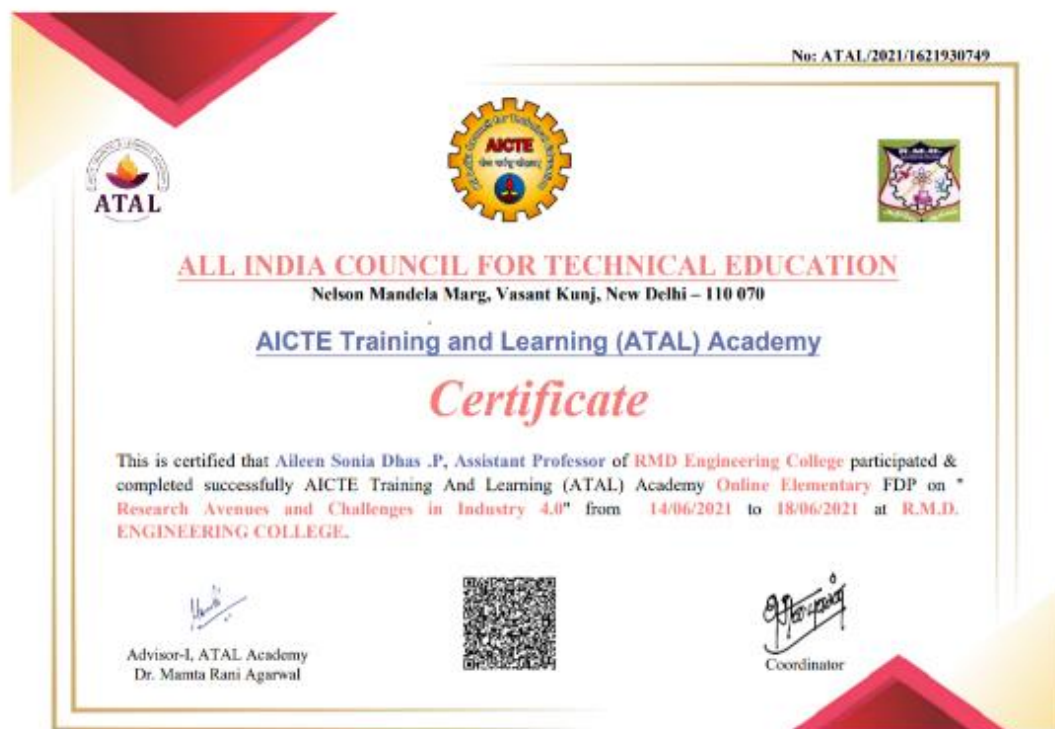 No: ATAL/2021/1621930749
AICTE
ATAL
ALL INDIA COUNCIL FOR TECHNICAL EDUCATION
Nelson Mandela Marg, Vasant Kunj, New Delhi – 110 070
AICTE Training and Learning (ATAL) Academy
Certificate
This is certified that Aileen Sonia Dhas .P, Assistant Professor of RMD Engineering College participated &
completed successfully AICTE Training And Learning (ATAL) Academy Online Elementary FDP on "
Research Avenues and Challenges in Industry 4.0" from 14/06/2021 to 18/06/2021 at R.M.D.
ENGINEERING COLLEGE.
Advisor-I, ATAL Academy
Dr. Mamta Rani Agarwal
Coordinator